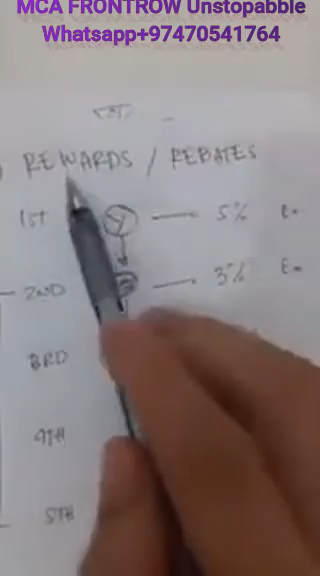 MCA FRONTROW Unstopabble
Whatsapp+97470541764
REWARDS / REBATES
1ST Y — 5%
2ND — 3%
3RD
4TH
5TH